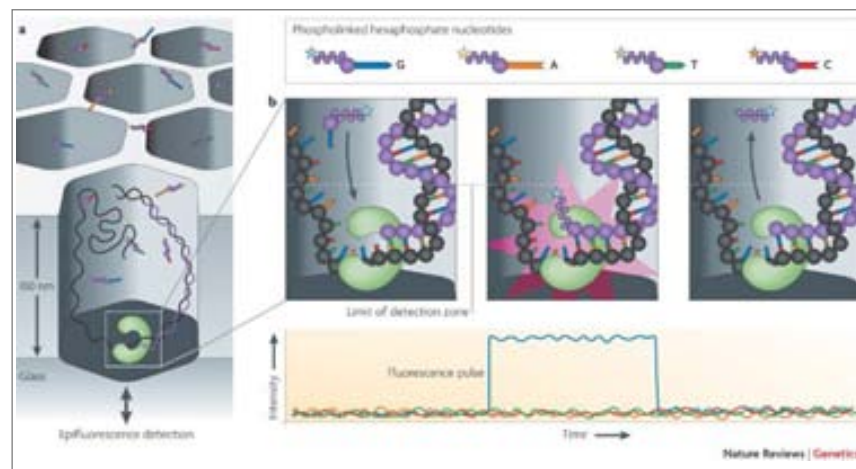 a
Phospholinked hexaphosphate nucleotides
G
A
T
C
b
Limit of detection zone
Glass
Epifluorescence detection
Intensity
Fluorescence pulse
Time
Nature Reviews | Genetics